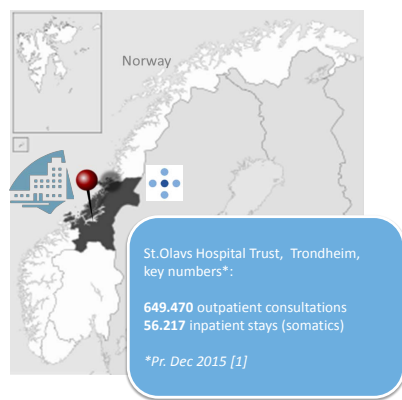 Norway
St.Olavs Hospital Trust, Trondheim,
key numbers*:
649.470 outpatient consultations
56.217 inpatient stays (somatics)
*Pr. Dec 2015 [1]